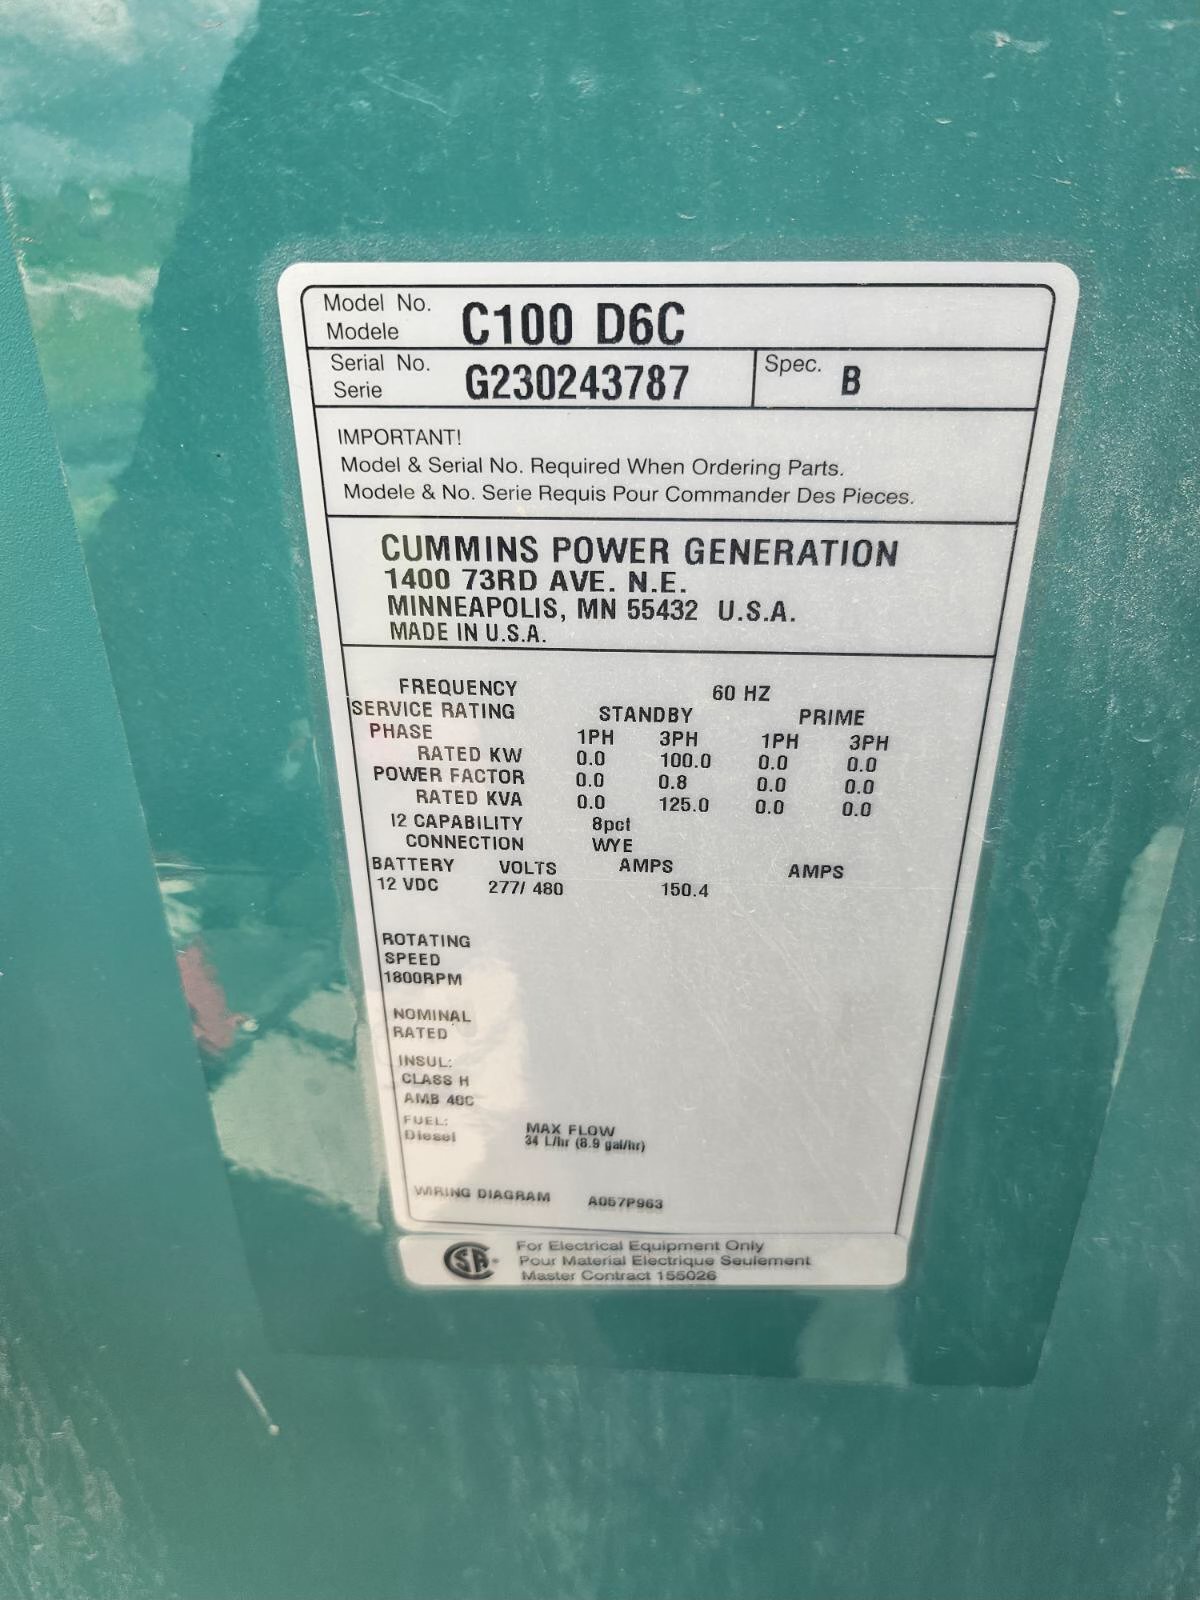 Model No.
Modele
C100 D6C
Serial No.
Serie
G230243787
Spec. B
IMPORTANT!
Model & Serial No. Required When Ordering Parts.
Modele & No. Serie Requis Pour Commander Des Pieces.
CUMMINS POWER GENERATION
1400 73RD AVE. N.E.
MINNEAPOLIS, MN 55432 U.S.A.
MADE IN U.S.A.
FREQUENCY 60 HZ
SERVICE RATING STANDBY PRIME
PHASE 1PH 3PH 1PH 3PH
RATED KW 0.0 100.0 0.0 0.0
POWER FACTOR 0.0 0.8 0.0 0.0
RATED KVA 0.0 125.0 0.0 0.0
I2 CAPABILITY 8pct
CONNECTION WYE
BATTERY VOLTS AMPS AMPS
12 VDC 277/ 480 150.4
ROTATING
SPEED
1800RPM
NOMINAL
RATED
INSUL:
CLASS H
AMB 40C
FUEL:
Diesel
MAX FLOW
34 L/hr (8.9 gal/hr)
WIRING DIAGRAM A057P963
SA
For Electrical Equipment Only
Pour Material Electrique Seulement
Master Contract 155026